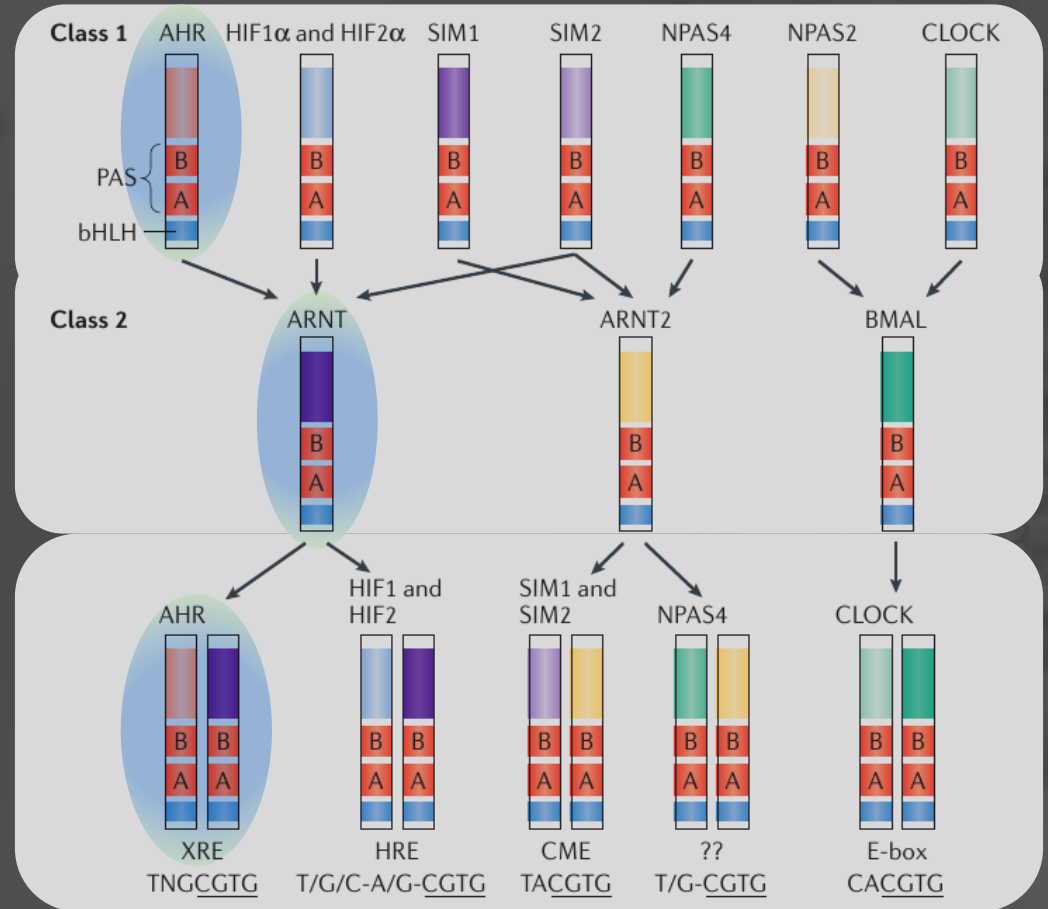 Class 1 AHR HIF1α and HIF2α SIM1 SIM2 NPAS4 NPAS2 CLOCK
B B B B B B B
PAS
A A A A A A A
bHLH
Class 2 ARNT ARNT2 BMAL
B B B
A A A
HIF1 and SIM1 and
AHR HIF2 SIM2 NPAS4 CLOCK
B B B B B B B B B B
A A A A A A A A A A
XRE HRE CME ?? E-box
TNGCGTG T/G/C-A/G-CGTG TACGTG T/G-CGTG CACGTG